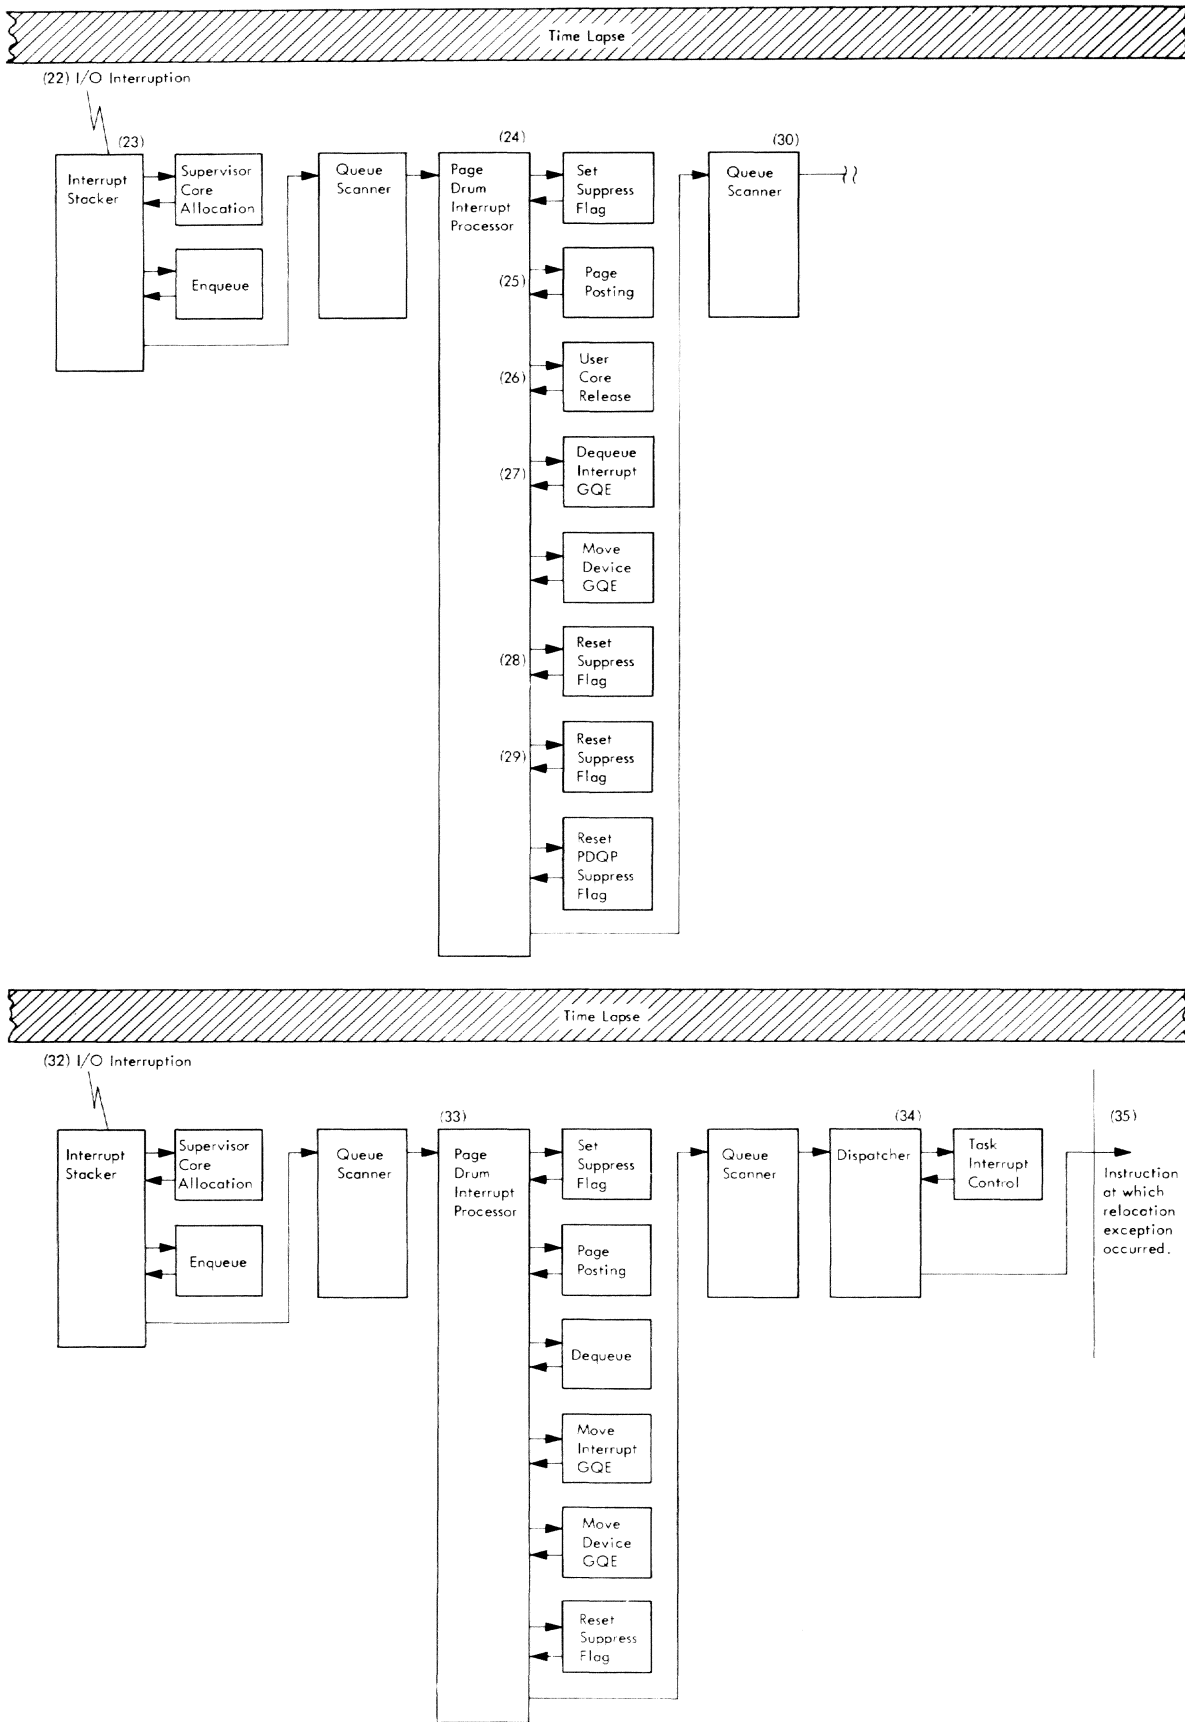 Time Lapse
(22) I/O Interruption
(23)
Interrupt
Stacker
Supervisor
Core
Allocation
Enqueue
Queue
Scanner
(24)
Page
Drum
Interrupt
Processor
Set
Suppress
Flag
(25)
Page
Posting
(26)
User
Core
Release
(27)
Dequeue
Interrupt
GQE
Move
Device
GQE
(28)
Reset
Suppress
Flag
(29)
Reset
Suppress
Flag
Reset
PDQP
Suppress
Flag
(30)
Queue
Scanner
Time Lapse
(32) I/O Interruption
Interrupt
Stacker
Supervisor
Core
Allocation
Enqueue
Queue
Scanner
(33)
Page
Drum
Interrupt
Processor
Set
Suppress
Flag
Page
Posting
Dequeue
Move
Interrupt
GQE
Move
Device
GQE
Reset
Suppress
Flag
Queue
Scanner
(34)
Dispatcher
Task
Interrupt
Control
(35)
Instruction
at which
relocation
exception
occurred.